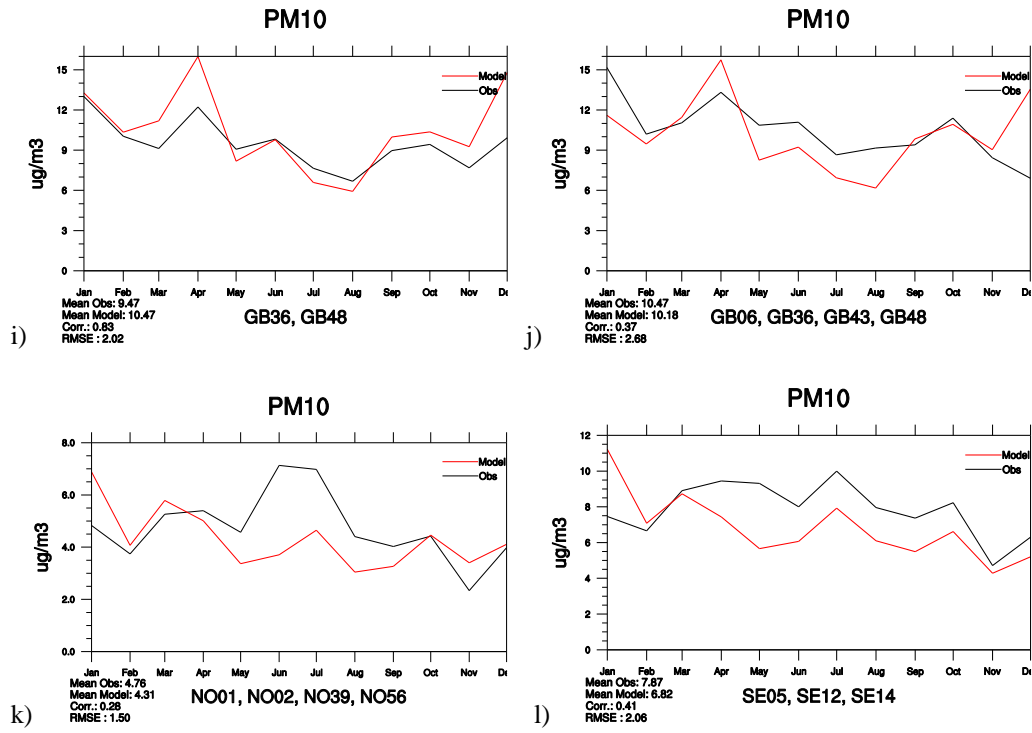 PM10
Model
Obs
15
12
9
6
3
0
ug/m3
Jan Feb Mar Apr May Jun Jul Aug Sep Oct Nov De
Mean Obs: 9.47
Mean Model: 10.47
Corr.: 0.83
RMSE : 2.02
GB36, GB48
i)
PM10
Model
Obs
15
12
9
6
3
0
ug/m3
Jan Feb Mar Apr May Jun Jul Aug Sep Oct Nov De
Mean Obs: 10.47
Mean Model: 10.18
Corr.: 0.37
RMSE : 2.68
GB06, GB36, GB43, GB48
j)
PM10
Model
Obs
8.0
6.0
4.0
2.0
0.0
ug/m3
Jan Feb Mar Apr May Jun Jul Aug Sep Oct Nov De
Mean Obs: 4.76
Mean Model: 4.31
Corr.: 0.28
RMSE : 1.50
NO01, NO02, NO39, NO56
k)
PM10
Model
Obs
12
10
8
6
4
2
0
ug/m3
Jan Feb Mar Apr May Jun Jul Aug Sep Oct Nov De
Mean Obs: 7.87
Mean Model: 6.82
Corr.: 0.41
RMSE : 2.06
SE05, SE12, SE14
l)